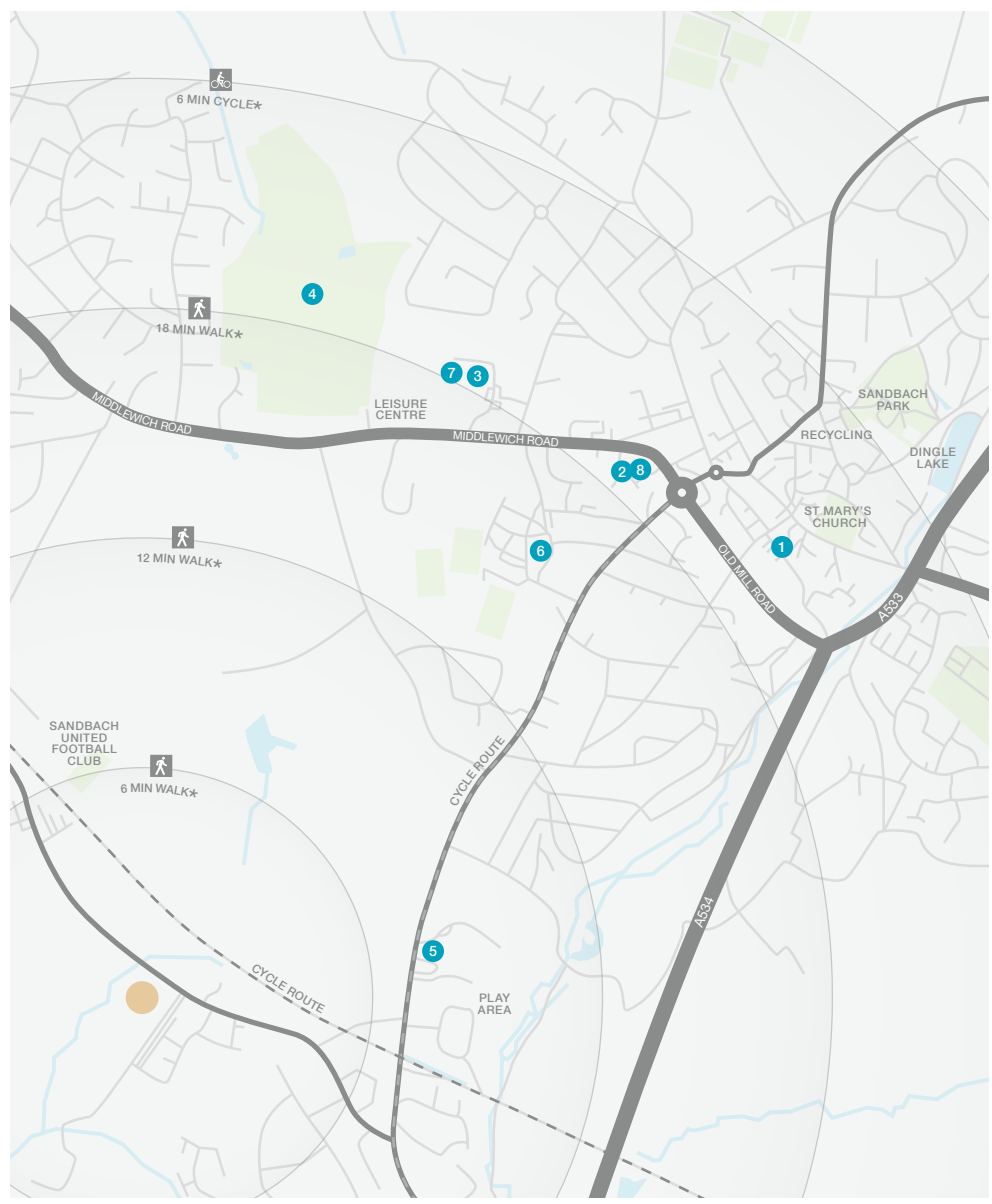 6 MIN CYCLE*
4
18 MIN WALK*
7
3
MIDDLEWICH ROAD
LEISURE
CENTRE
MIDDLEWICH ROAD
SANDBACH
PARK
RECYCLING
DINGLE
LAKE
2
8
ST MARY'S
CHURCH
12 MIN WALK*
6
1
OLD MILL ROAD
A533
SANDBACH
UNITED
FOOTBALL
CLUB
6 MIN WALK*
CYCLE ROUTE
A534
5
CYCLE ROUTE
PLAY
AREA